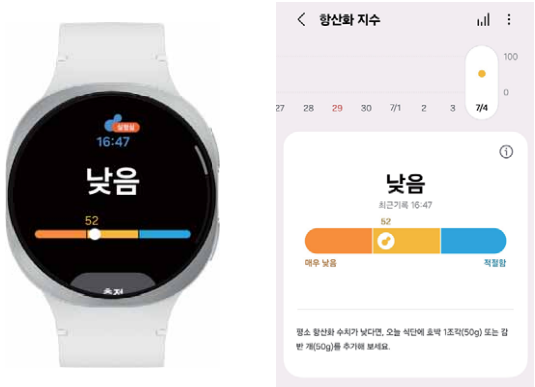 실험실
16:47
낮음
52
측정
항산화 지수
100
0
27 28 29 30 7/1 2 3 7/4
낮음
최근기록 16:47
52
매우 낮음 적절함
평소 항산화 수치가 낮다면, 오늘 식단에 호박 1조각(50g) 또는 감
반 개(50g)를 추가해 보세요.